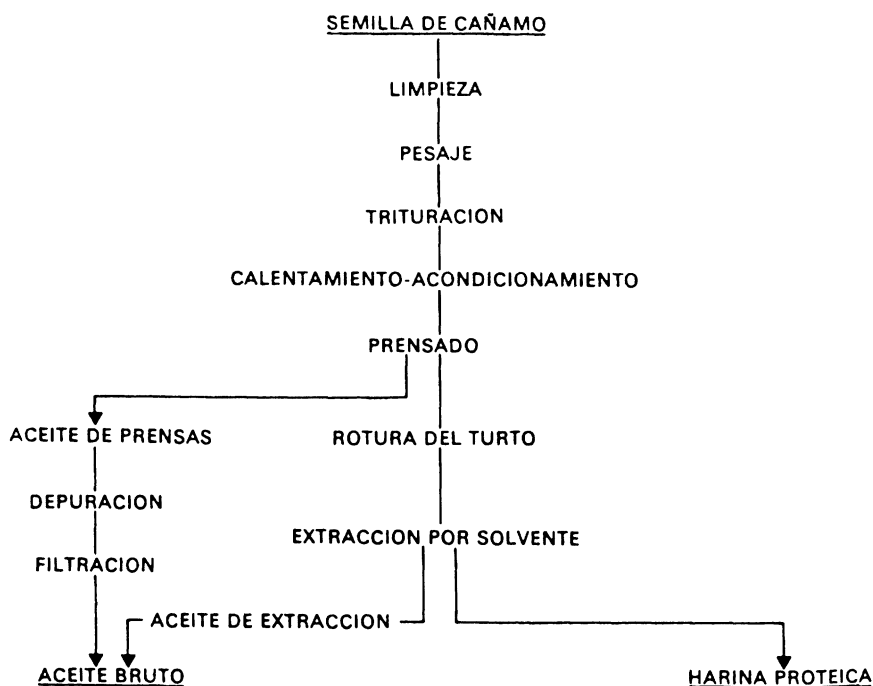 SEMILLA DE CAÑAMO
LIMPIEZA
PESAJE
TRITURACION
CALENTAMIENTO-ACONDICIONAMIENTO
PRENSADO
ACEITE DE PRENSAS
ROTURA DEL TURTO
DEPURACION
EXTRACCION POR SOLVENTE
FILTRACION
ACEITE DE EXTRACCION
ACEITE BRUTO
HARINA PROTEICA